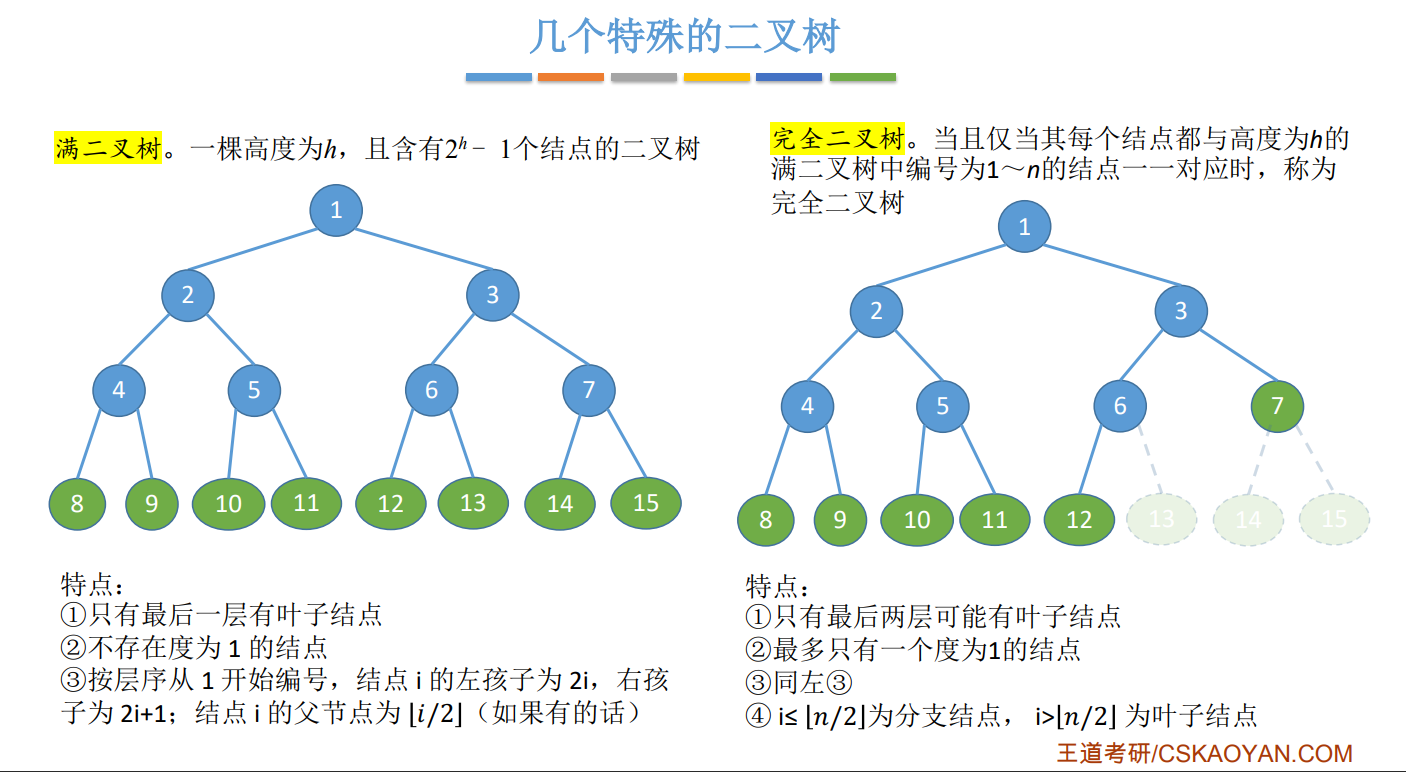 几个特殊的二叉树
满二叉树。一棵高度为h，且含有2ʰ − 1个结点的二叉树
1
2 3
4 5 6 7
8 9 10 11 12 13 14 15
特点：
①只有最后一层有叶子结点
②不存在度为 1 的结点
③按层序从 1 开始编号，结点 i 的左孩子为 2i，右孩
子为 2i+1；结点 i 的父节点为 ⌊i/2⌋（如果有的话）
完全二叉树。当且仅当其每个结点都与高度为h的
满二叉树中编号为1～n的结点一一对应时，称为
完全二叉树
1
2 3
4 5 6 7
8 9 10 11 12 13 14 15
特点：
①只有最后两层可能有叶子结点
②最多只有一个度为1的结点
③同左③
④ i≤ ⌊n/2⌋为分支结点， i>⌊n/2⌋ 为叶子结点
王道考研/CSKAOYAN.COM